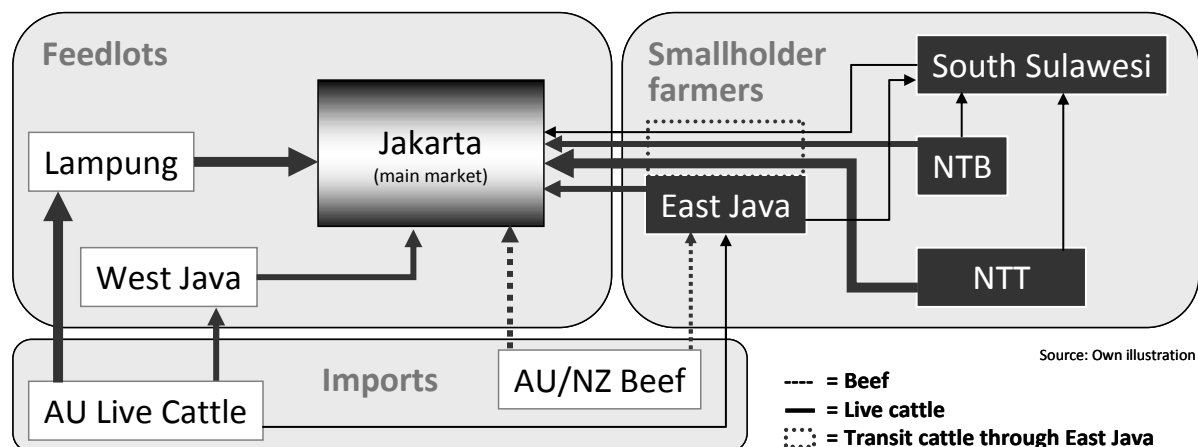 Feedlots
Smallholder
farmers
South Sulawesi
Jakarta
(main market)
Lampung
NTB
East Java
West Java
NTT
Source: Own illustration
Imports
AU/NZ Beef
AU Live Cattle
---- = Beef
= Live cattle
= Transit cattle through East Java